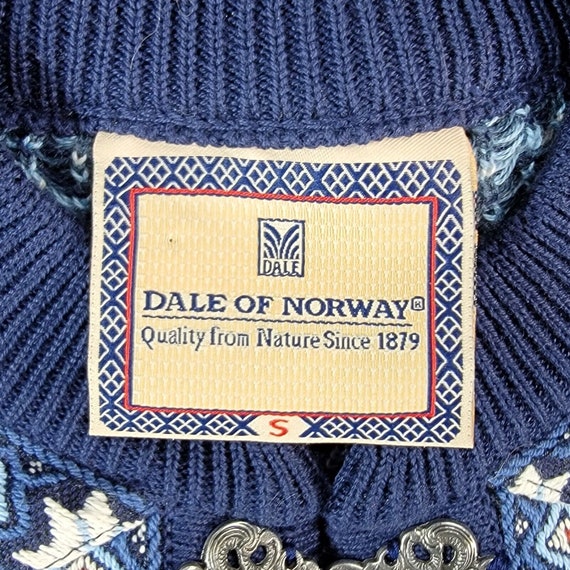 DALE
DALE OF NORWAY®
Quality from Nature Since 1879
S